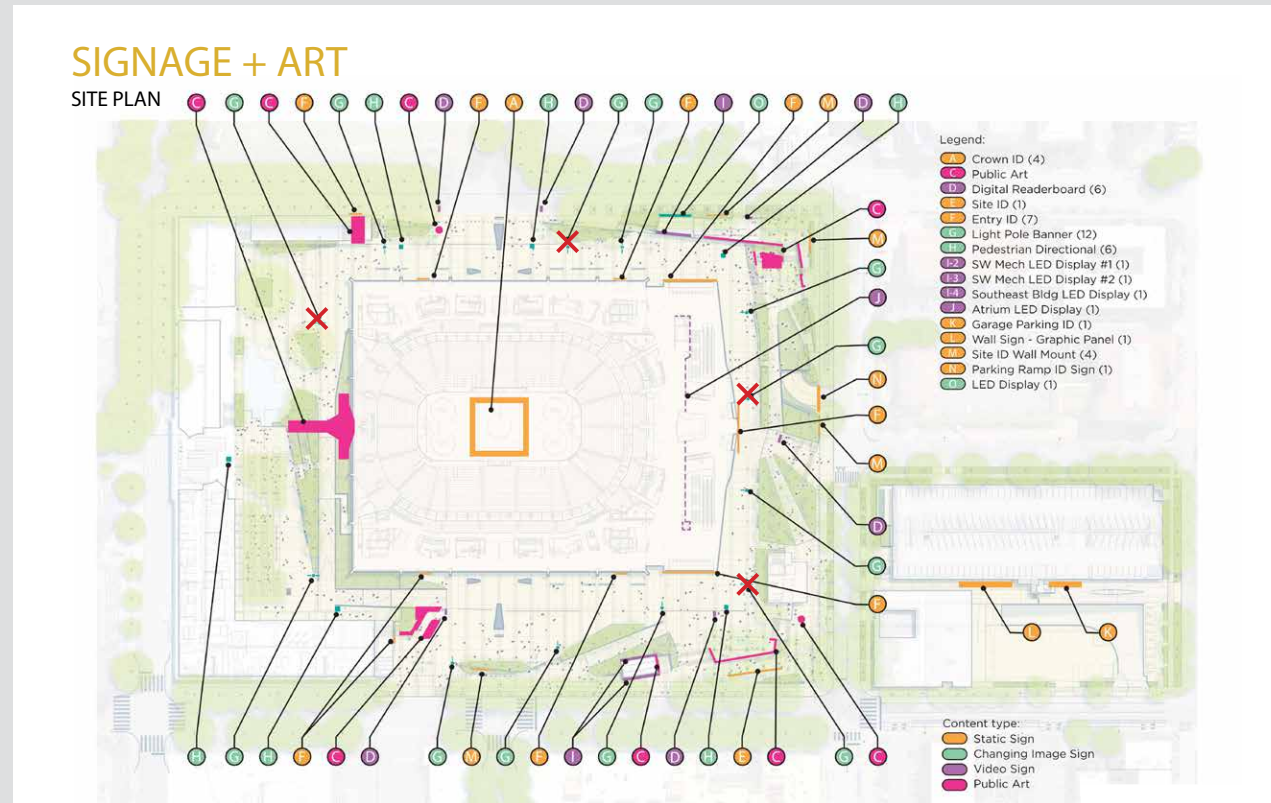 SIGNAGE + ART
SITE PLAN
C G C F G H C D F A H D G G F I O F M D H
Legend:
A Crown ID (4)
C Public Art
D Digital Readerboard (6)
E Site ID (1)
F Entry ID (7)
G Light Pole Banner (12)
H Pedestrian Directional (6)
I-2 SW Mech LED Display #1 (1)
I-3 SW Mech LED Display #2 (1)
I-4 Southeast Bldg LED Display (1)
J Atrium LED Display (1)
K Garage Parking ID (1)
L Wall Sign - Graphic Panel (1)
M Site ID Wall Mount (4)
N Parking Ramp ID Sign (1)
O LED Display (1)
C
M
G
J
G
N
F
M
D
G
F
L K
H G H F C D G M G F I G C D H E C G C
Content type:
Static Sign
Changing Image Sign
Video Sign
Public Art